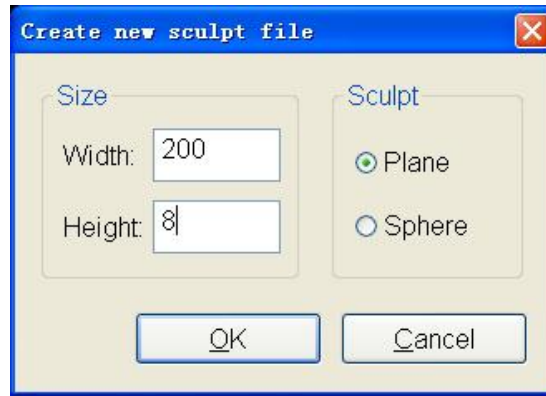 Create new sculpt file
Size
Width: 200
Height: 8
Sculpt
Plane
Sphere
OK
Cancel